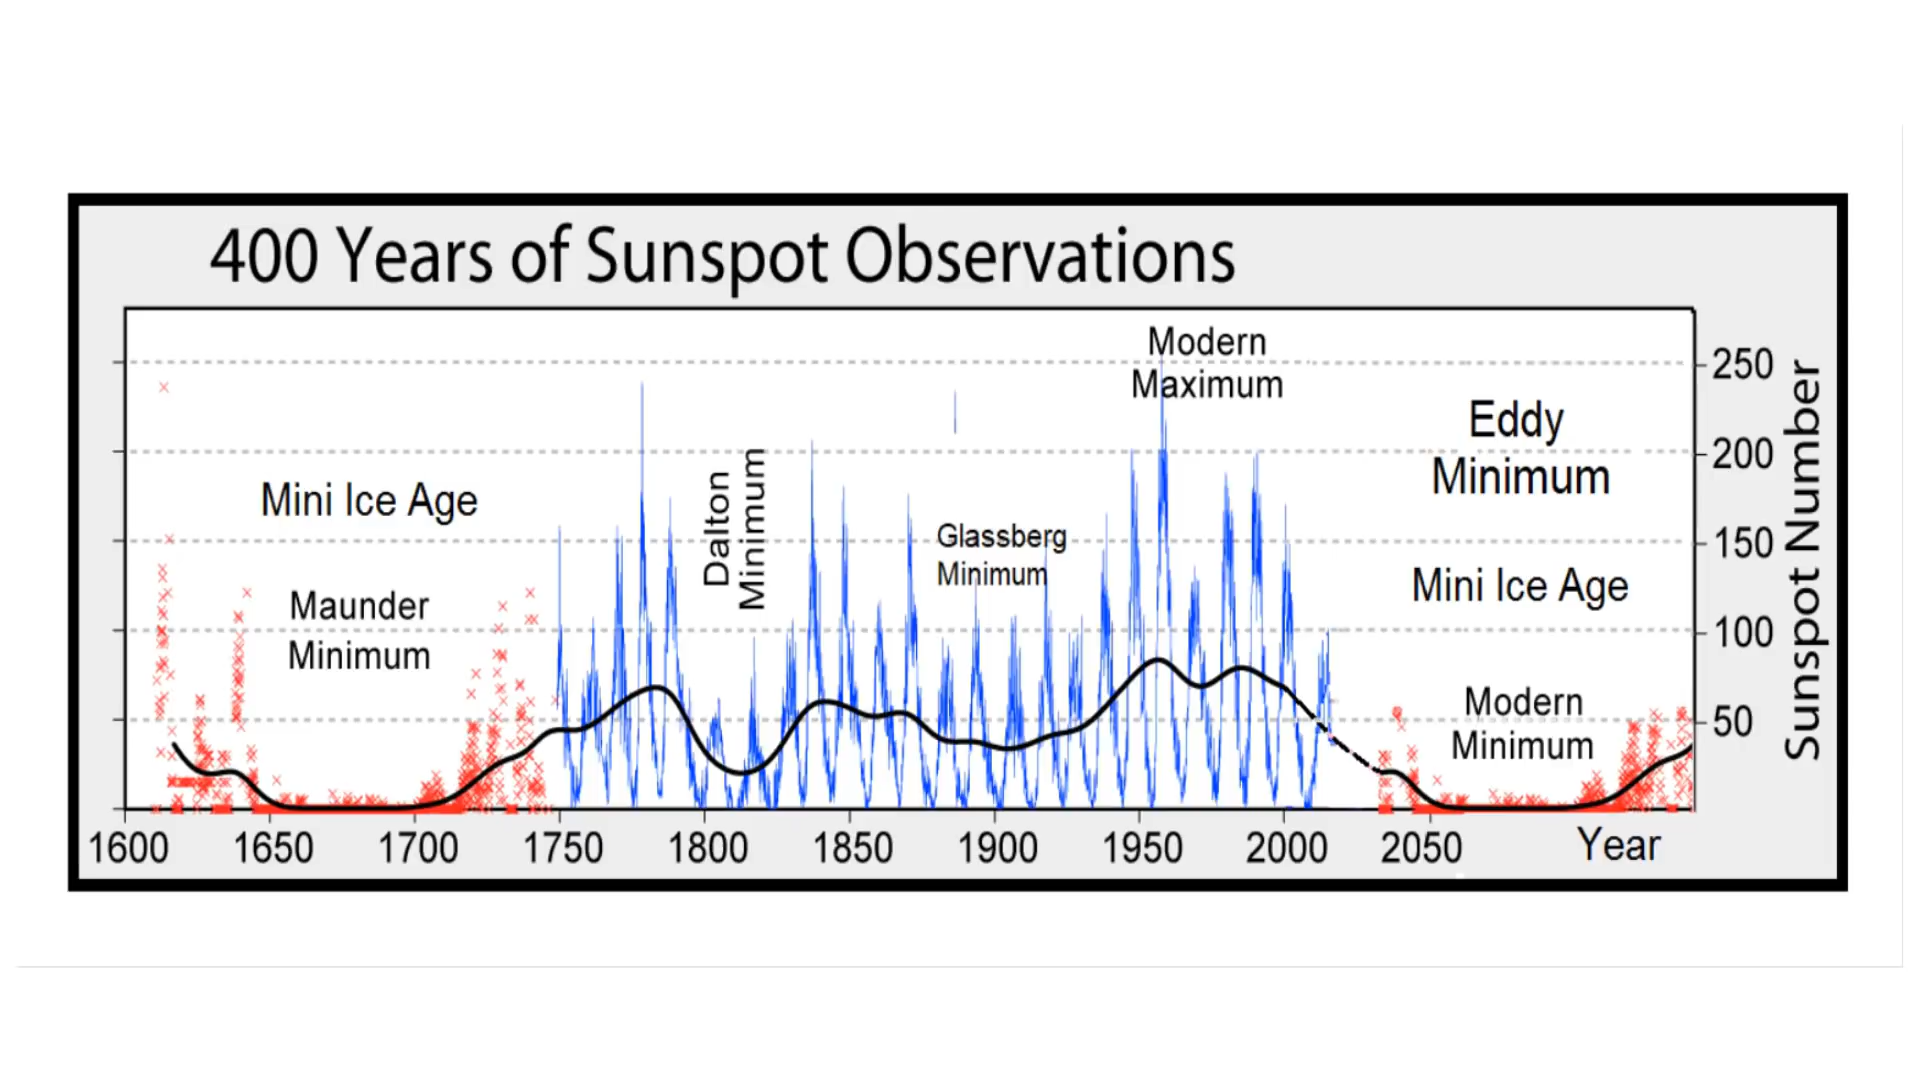 400 Years of Sunspot Observations
Modern
Maximum
Eddy
Minimum
Mini Ice Age
Dalton
Minimum
Glassberg
Minimum
Mini Ice Age
Maunder
Minimum
Modern
Minimum
250
200
150
100
50
Sunspot Number
1600 1650 1700 1750 1800 1850 1900 1950 2000 2050 Year